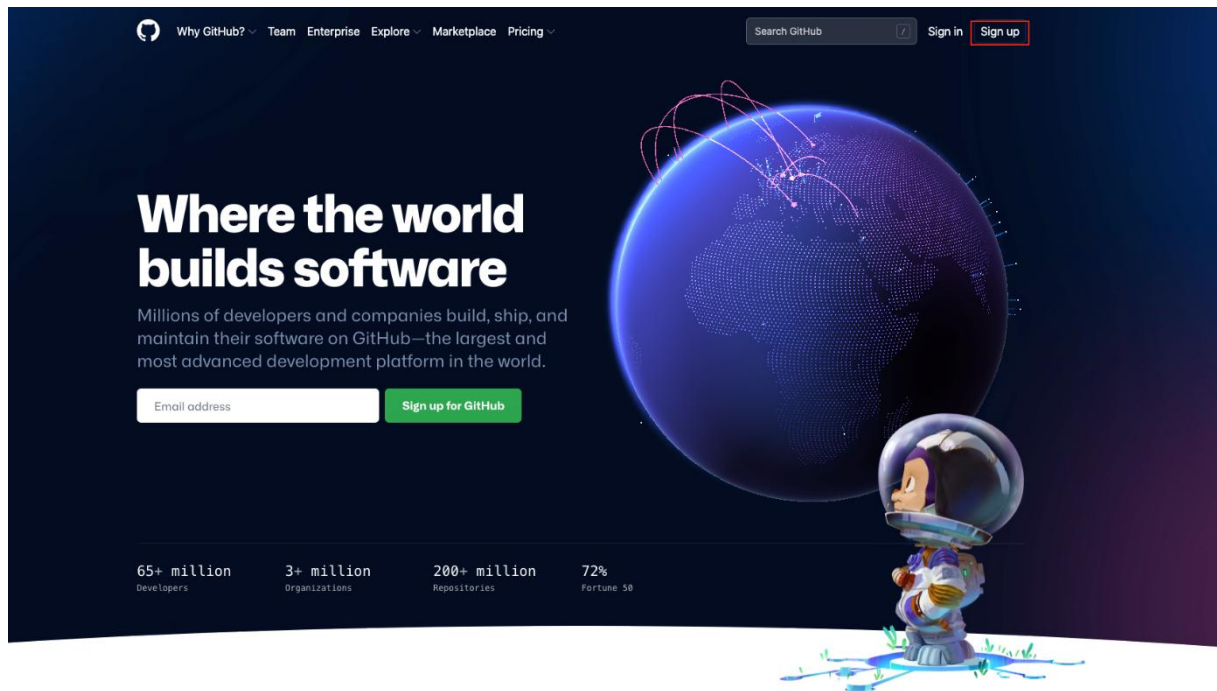 Why GitHub? Team Enterprise Explore Marketplace Pricing Search GitHub / Sign in Sign up
Where the world
builds software
Millions of developers and companies build, ship, and
maintain their software on GitHub—the largest and
most advanced development platform in the world.
Email address Sign up for GitHub
65+ million 3+ million 200+ million 72%
Developers Organizations Repositories Fortune 50